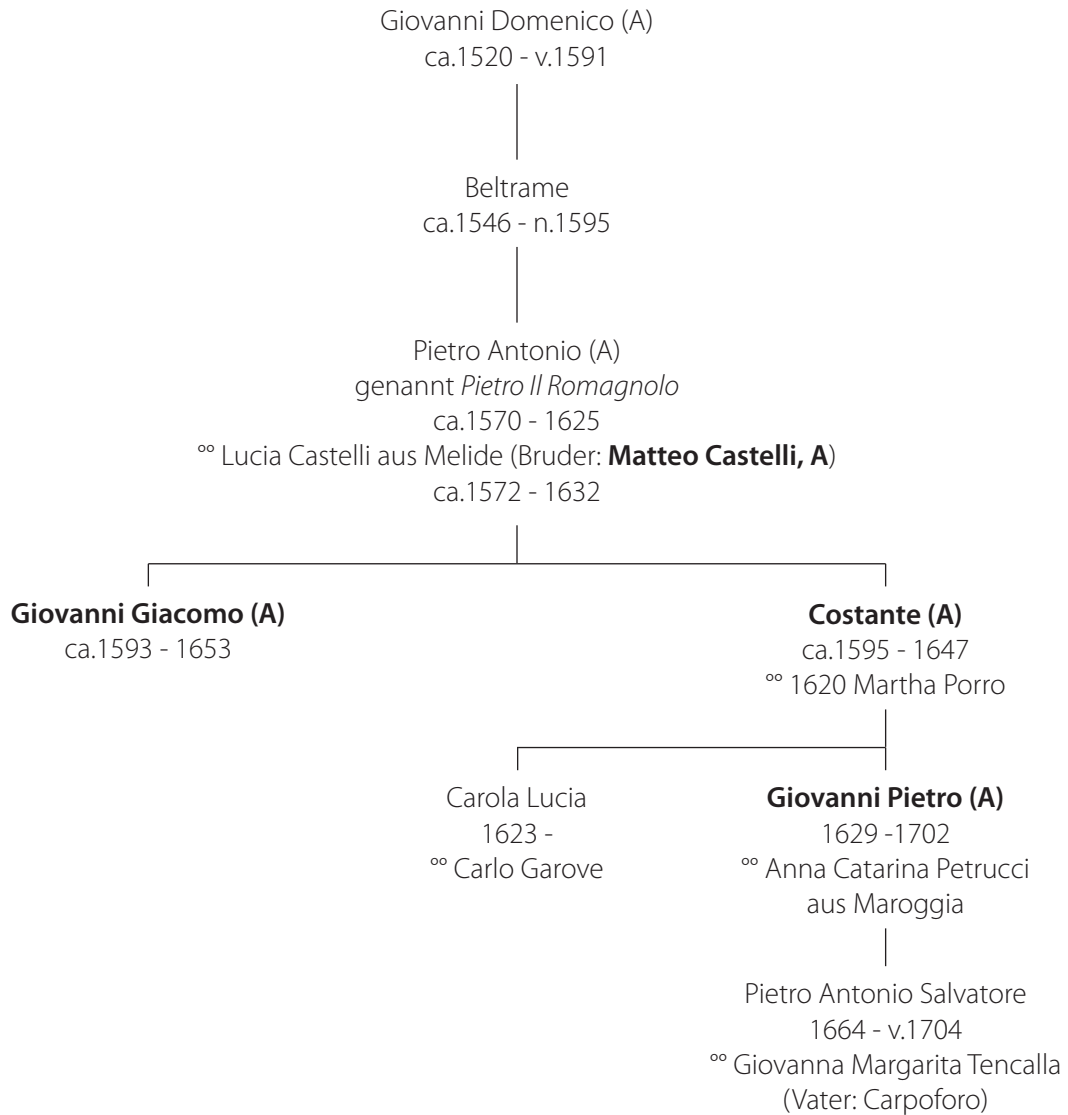 Giovanni Domenico (A)
ca.1520 - v.1591
Beltrame
ca.1546 - n.1595
Pietro Antonio (A)
genannt Pietro Il Romagnolo
ca.1570 - 1625
°° Lucia Castelli aus Melide (Bruder: Matteo Castelli, A)
ca.1572 - 1632
Giovanni Giacomo (A)
ca.1593 - 1653
Costante (A)
ca.1595 - 1647
°° 1620 Martha Porro
Carola Lucia
1623 -
°° Carlo Garove
Giovanni Pietro (A)
1629 -1702
°° Anna Catarina Petrucci
aus Maroggia
Pietro Antonio Salvatore
1664 - v.1704
°° Giovanna Margarita Tencalla
(Vater: Carpoforo)